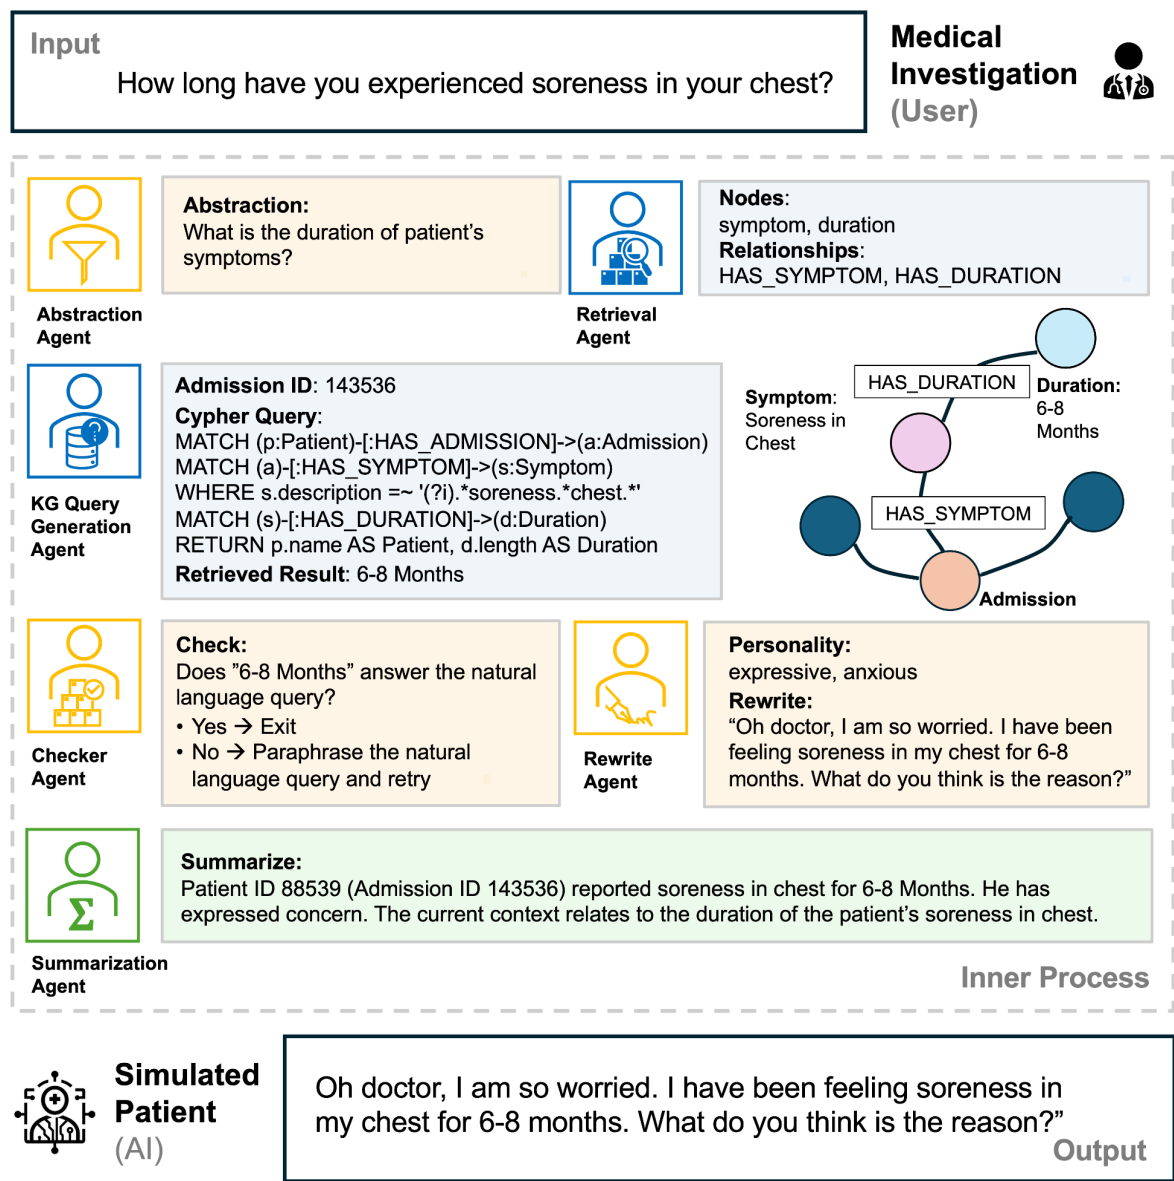 Input
How long have you experienced soreness in your chest?
Medical
Investigation
(User)
Abstraction:
What is the duration of patient's
symptoms?
Abstraction
Agent
Nodes:
symptom, duration
Relationships:
HAS_SYMPTOM, HAS_DURATION
Retrieval
Agent
Admission ID: 143536
Cypher Query:
MATCH (p:Patient)-[:HAS_ADMISSION]->(a:Admission)
MATCH (a)-[:HAS_SYMPTOM]->(s:Symptom)
WHERE s.description =~ '(?i).*soreness.*chest.*'
MATCH (s)-[:HAS_DURATION]->(d:Duration)
RETURN p.name AS Patient, d.length AS Duration
Retrieved Result: 6-8 Months
KG Query
Generation
Agent
HAS_DURATION
Duration:
6-8
Months
Symptom:
Soreness in
Chest
HAS_SYMPTOM
Admission
Check:
Does ”6-8 Months” answer the natural
language query?
• Yes → Exit
• No → Paraphrase the natural
language query and retry
Checker
Agent
Personality:
expressive, anxious
Rewrite:
“Oh doctor, I am so worried. I have been
feeling soreness in my chest for 6-8
months. What do you think is the reason?”
Rewrite
Agent
Summarize:
Patient ID 88539 (Admission ID 143536) reported soreness in chest for 6-8 Months. He has
expressed concern. The current context relates to the duration of the patient's soreness in chest.
Σ
Summarization
Agent
Inner Process
Simulated
Patient
(AI)
Oh doctor, I am so worried. I have been feeling soreness in
my chest for 6-8 months. What do you think is the reason?”
Output